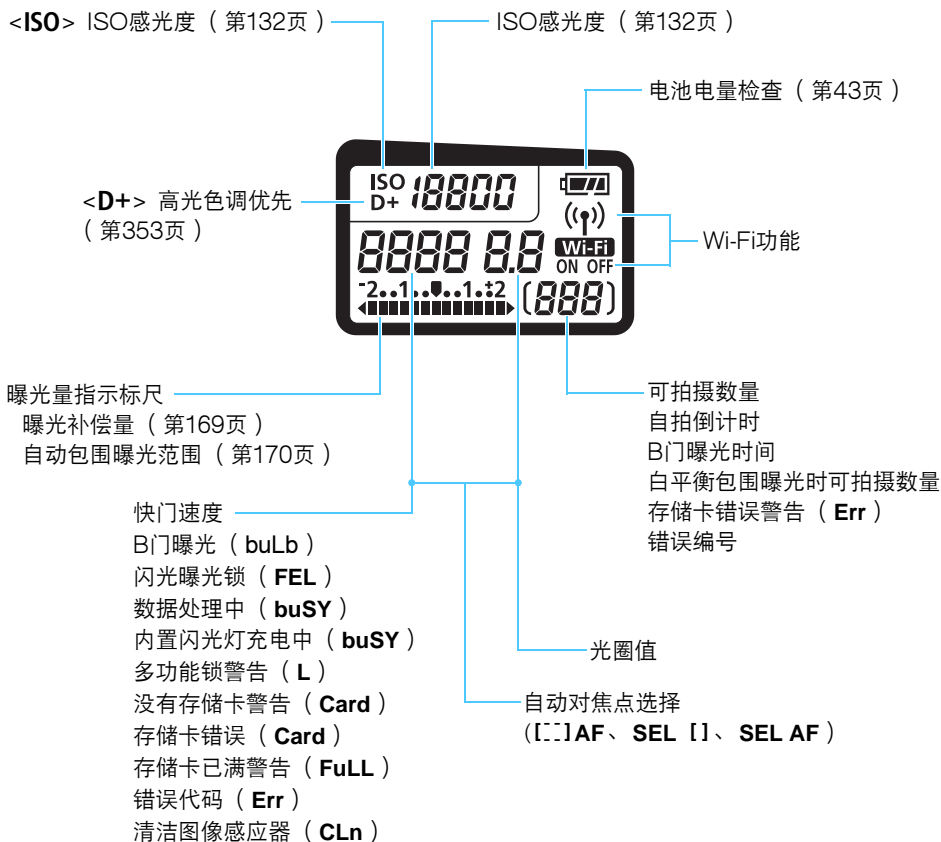 <ISO> ISO感光度（第132页）
ISO感光度（第132页）
电池电量检查（第43页）
<D+> 高光色调优先
（第353页）
ISO
D+
18800
Wi-Fi
ON OFF
8888 8.8
-2..1..▼..1.:+2
(888)
Wi-Fi功能
曝光量指示标尺
曝光补偿量（第169页）
自动包围曝光范围（第170页）
可拍摄数量
自拍倒计时
B门曝光时间
白平衡包围曝光时可拍摄数量
存储卡错误警告（Err）
错误编号
快门速度
B门曝光（buLb）
闪光曝光锁（FEL）
数据处理中（buSY）
内置闪光灯充电中（buSY）
多功能锁警告（L）
没有存储卡警告（Card）
存储卡错误（Card）
存储卡已满警告（FuLL）
错误代码（Err）
清洁图像感应器（CLn）
光圈值
自动对焦点选择
([ ]AF、SEL [ ]、SEL AF）